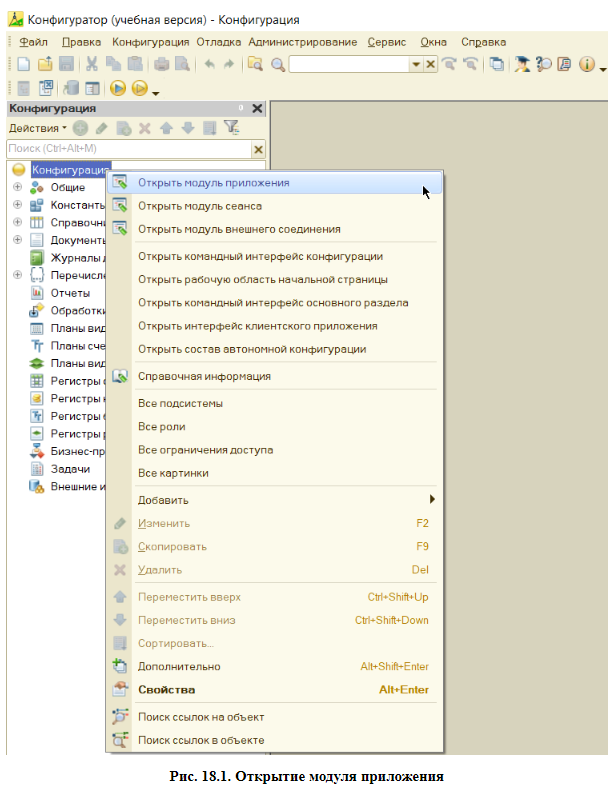 Конфигуратор (учебная версия) - Конфигурация
Файл Правка Конфигурация Отладка Администрирование Сервис Окна Справка
Конфигурация
Действия
Поиск (Ctrl+Alt+M)
Конфигурация
Общие
Константы
Справочни
Документы
Журналы д
Перечисле
Отчеты
Обработки
Планы вид
Планы сче
Планы вид
Регистры с
Регистры н
Регистры б
Регистры р
Бизнес-пр
Задачи
Внешние и
Открыть модуль приложения
Открыть модуль сеанса
Открыть модуль внешнего соединения
Открыть командный интерфейс конфигурации
Открыть рабочую область начальной страницы
Открыть командный интерфейс основного раздела
Открыть интерфейс клиентского приложения
Открыть состав автономной конфигурации
Справочная информация
Все подсистемы
Все роли
Все ограничения доступа
Все картинки
Добавить
Изменить F2
Скопировать F9
Удалить Del
Переместить вверх Ctrl+Shift+Up
Переместить вниз Ctrl+Shift+Down
Сортировать...
Дополнительно Alt+Shift+Enter
Свойства Alt+Enter
Поиск ссылок на объект
Поиск ссылок в объекте
Рис. 18.1. Открытие модуля приложения